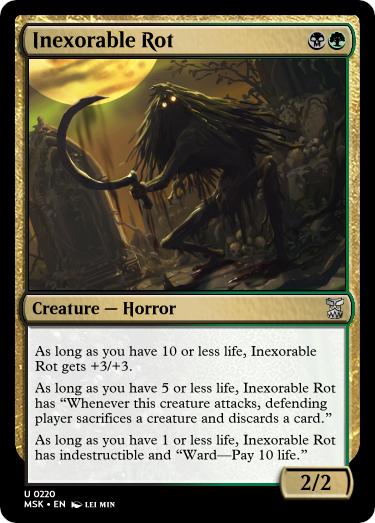 Inexorable Rot
Creature — Horror
As long as you have 10 or less life, Inexorable
Rot gets +3/+3.
As long as you have 5 or less life, Inexorable Rot
has “Whenever this creature attacks, defending
player sacrifices a creature and discards a card.”
As long as you have 1 or less life, Inexorable Rot
has indestructible and “Ward—Pay 10 life.”
2/2
U 0220
MSK • EN LEI MIN